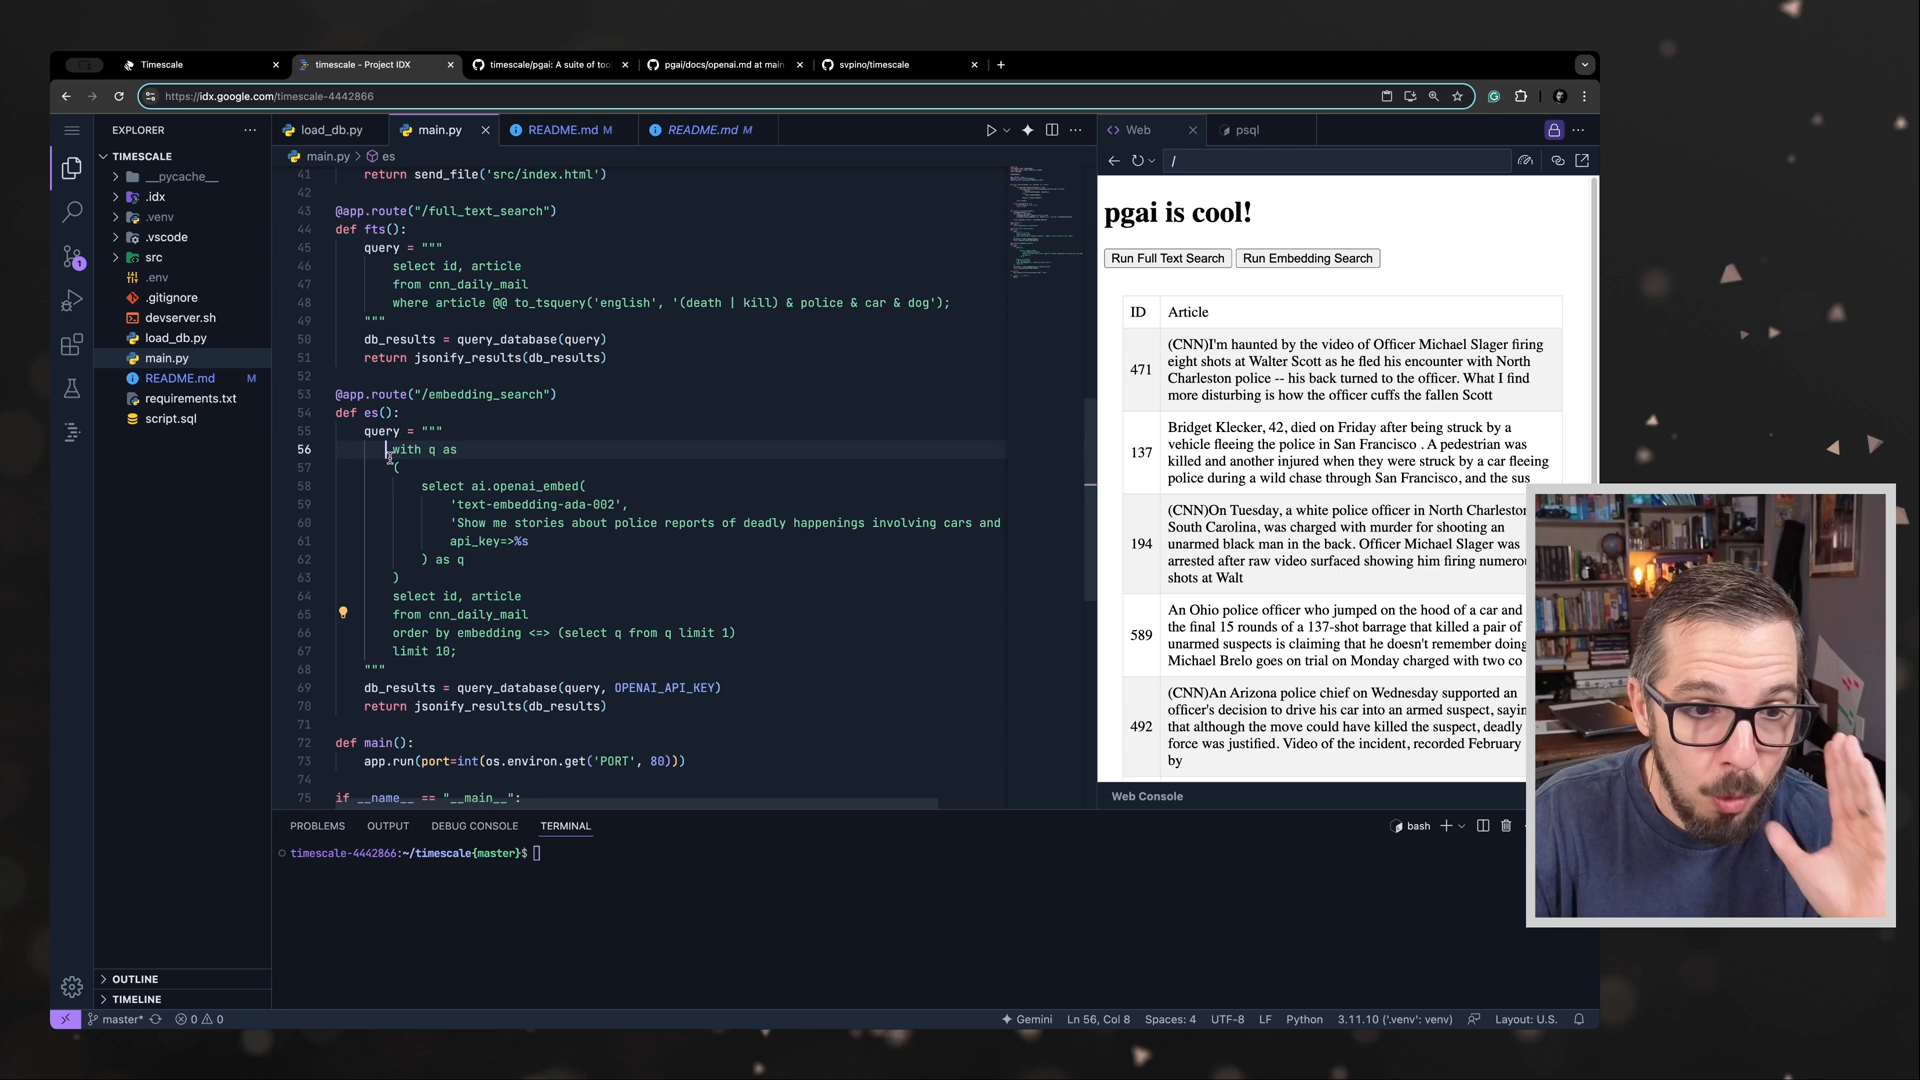 Timescale
timescale - Project IDX
timescale/pgai: A suite of too
pgai/docs/openai.md at main
svpino/timescale
https://idx.google.com/timescale-4442866
EXPLORER
TIMESCALE
__pycache__
.idx
.venv
.vscode
src
.env
.gitignore
devserver.sh
load_db.py
main.py
README.md M
requirements.txt
script.sql
OUTLINE
TIMELINE
1
load_db.py
main.py
README.md M
README.md M
main.py > es
41 return send_file('src/index.html')
42
43 @app.route("/full_text_search")
44 def fts():
45 query = """
46 select id, article
47 from cnn_daily_mail
48 where article @@ to_tsquery('english', '(death | kill) & police & car & dog');
49 """
50 db_results = query_database(query)
51 return jsonify_results(db_results)
52
53 @app.route("/embedding_search")
54 def es():
55 query = """
56 with q as
57 (
58 select ai.openai_embed(
59 'text-embedding-ada-002',
60 'Show me stories about police reports of deadly happenings involving cars and
61 api_key=>%s
62 ) as q
63 )
64 select id, article
65 from cnn_daily_mail
66 order by embedding <=> (select q from q limit 1)
67 limit 10;
68 """
69 db_results = query_database(query, OPENAI_API_KEY)
70 return jsonify_results(db_results)
71
72 def main():
73 app.run(port=int(os.environ.get('PORT', 80)))
74
75 if __name__ == "__main__":
PROBLEMS
OUTPUT
DEBUG CONSOLE
TERMINAL
bash
timescale-4442866:~/timescale{master}$
Web
psql
/
pgai is cool!
Run Full Text Search
Run Embedding Search
ID Article
471
(CNN)I'm haunted by the video of Officer Michael Slager firing
eight shots at Walter Scott as he fled his encounter with North
Charleston police -- his back turned to the officer. What I find
more disturbing is how the officer cuffs the fallen Scott
137
Bridget Klecker, 42, died on Friday after being struck by a
vehicle fleeing the police in San Francisco . A pedestrian was
killed and another injured when they were struck by a car fleeing
police during a wild chase through San Francisco, and the sus
194
(CNN)On Tuesday, a white police officer in North Charleston
South Carolina, was charged with murder for shooting an
unarmed black man in the back. Officer Michael Slager was
arrested after raw video surfaced showing him firing numerou
shots at Walt
589
An Ohio police officer who jumped on the hood of a car and
the final 15 rounds of a 137-shot barrage that killed a pair of
unarmed suspects is claiming that he doesn't remember doing
Michael Brelo goes on trial on Monday charged with two co
492
(CNN)An Arizona police chief on Wednesday supported an
officer's decision to drive his car into an armed suspect, sayin
that although the move could have killed the suspect, deadly
force was justified. Video of the incident, recorded February
by
Web Console
master*
0 0
Gemini
Ln 56, Col 8
Spaces: 4
UTF-8
LF
Python
3.11.10 ('.venv': venv)
Layout: U.S.